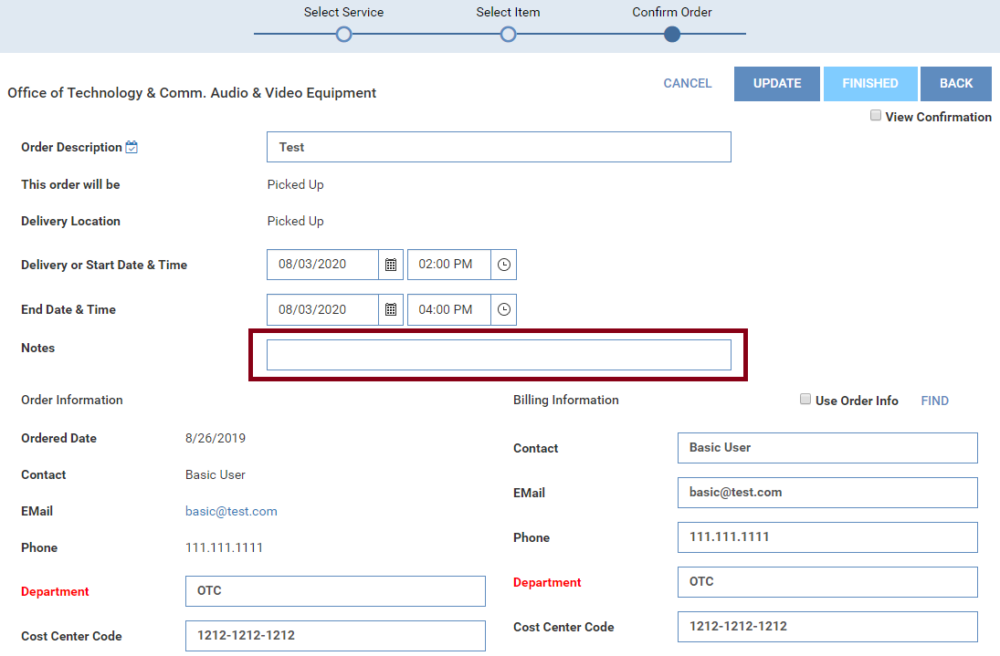 Select Service Select Item Confirm Order
Office of Technology & Comm. Audio & Video Equipment
CANCEL UPDATE FINISHED BACK
View Confirmation
Order Description Test
This order will be Picked Up
Delivery Location Picked Up
Delivery or Start Date & Time 08/03/2020 02:00 PM
End Date & Time 08/03/2020 04:00 PM
Notes
Order Information
Ordered Date 8/26/2019
Contact Basic User
EMail basic@test.com
Phone 111.111.1111
Department OTC
Cost Center Code 1212-1212-1212
Billing Information Use Order Info FIND
Contact Basic User
EMail basic@test.com
Phone 111.111.1111
Department OTC
Cost Center Code 1212-1212-1212